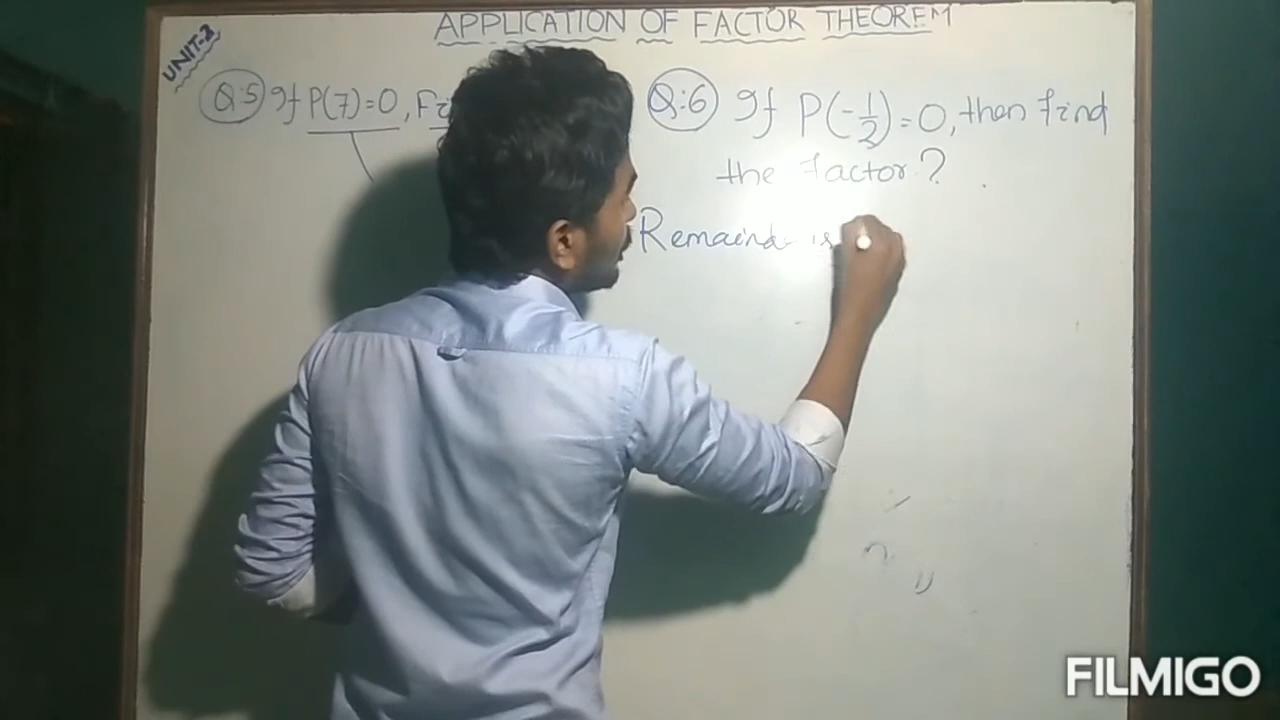 APPLICATION OF FACTOR THEOREM
UNIT-2
Q:5 If P(7)=0,
Q:6 If P(-1/2)=0, then find
the factor?
is
FILMIGO